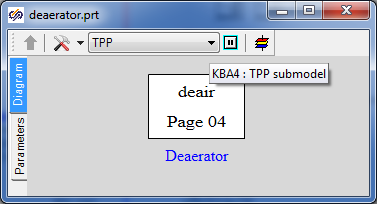 deaerator.prt
TPP
KBA4 : TPP submodel
Diagram
Parameters
deair
Page 04
Deaerator